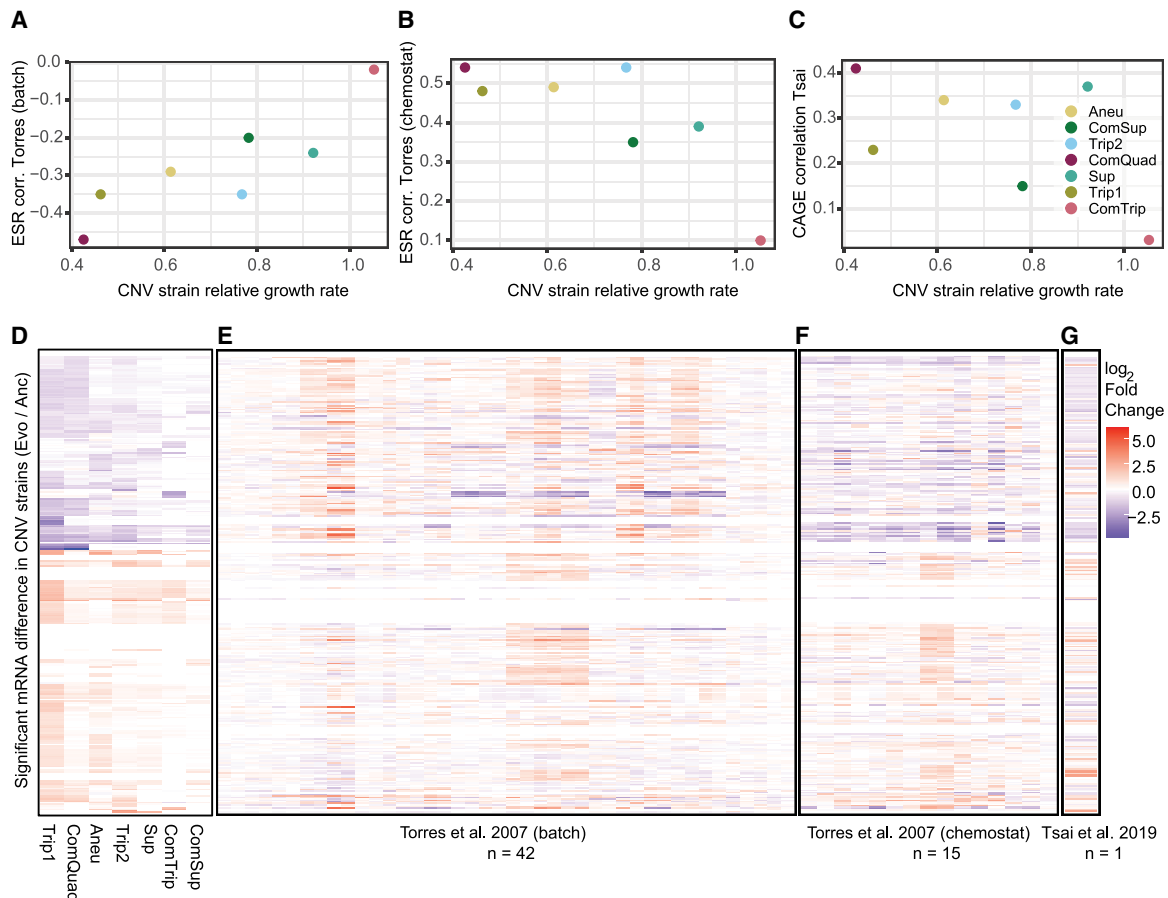 A
B
C
ESR corr. Torres (batch)
0.0
−0.1
−0.2
−0.3
−0.4
0.4
0.6
0.8
1.0
CNV strain relative growth rate
ESR corr. Torres (chemostat)
0.5
0.4
0.3
0.2
0.1
0.4
0.6
0.8
1.0
CNV strain relative growth rate
CAGE correlation Tsai
0.4
0.3
0.2
0.1
0.4
0.6
0.8
1.0
CNV strain relative growth rate
Aneu
ComSup
Trip2
ComQuad
Sup
Trip1
ComTrip
D
E
F
G
Significant mRNA difference in CNV strains (Evo / Anc)
Trip1
ComQuad
Aneu
Trip2
Sup
ComTrip
ComSup
Torres et al. 2007 (batch)
n = 42
Torres et al. 2007 (chemostat)
n = 15
Tsai et al. 2019
n = 1
log2
Fold
Change
5.0
2.5
0.0
−2.5